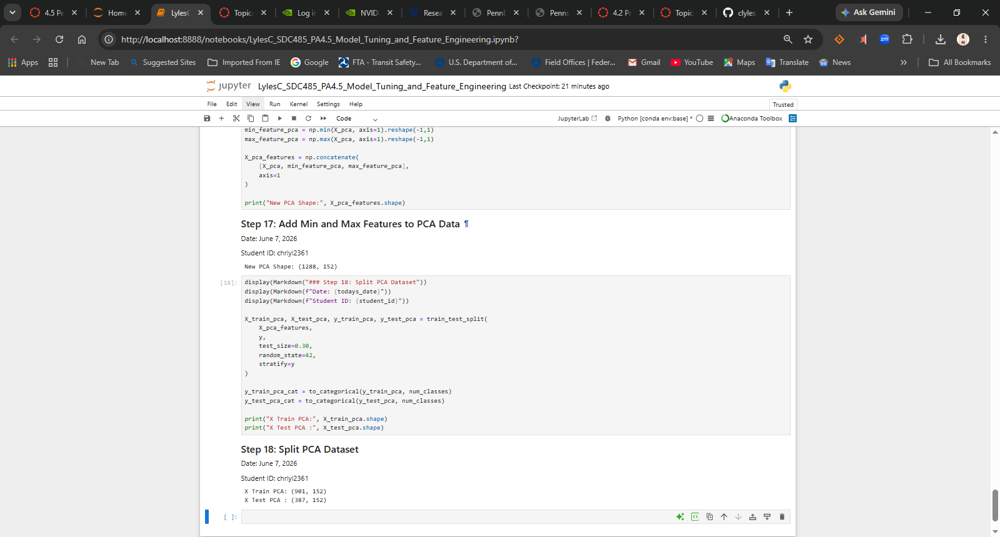 4.5 Pe
Home
LylesC
Topic:
Log in
NVIDI
Resea
PennD
Penns
4.2 Pr
Topic:
clyles
Ask Gemini
http://localhost:8888/notebooks/LylesC_SDC485_PA4.5_Model_Tuning_and_Feature_Engineering.ipynb?
zm
Apps
New Tab
Suggested Sites
Imported From IE
Google
FTA - Transit Safety...
U.S. Department of...
Field Offices | Feder...
Gmail
YouTube
Maps
Translate
News
»
All Bookmarks
jupyter LylesC_SDC485_PA4.5_Model_Tuning_and_Feature_Engineering Last Checkpoint: 21 minutes ago
File Edit View Run Kernel Settings Help
Trusted
Code
JupyterLab
Python [conda env:base] *
Anaconda Toolbox
min_feature_pca = np.min(X_pca, axis=1).reshape(-1,1)
max_feature_pca = np.max(X_pca, axis=1).reshape(-1,1)
X_pca_features = np.concatenate(
[X_pca, min_feature_pca, max_feature_pca],
axis=1
)
print("New PCA Shape:", X_pca_features.shape)
Step 17: Add Min and Max Features to PCA Data ¶
Date: June 7, 2026
Student ID: chrlyl2361
New PCA Shape: (1288, 152)
[18]:
display(Markdown("### Step 18: Split PCA Dataset"))
display(Markdown(f"Date: {todays_date}"))
display(Markdown(f"Student ID: {student_id}"))
X_train_pca, X_test_pca, y_train_pca, y_test_pca = train_test_split(
X_pca_features,
y,
test_size=0.30,
random_state=42,
stratify=y
)
y_train_pca_cat = to_categorical(y_train_pca, num_classes)
y_test_pca_cat = to_categorical(y_test_pca, num_classes)
print("X Train PCA:", X_train_pca.shape)
print("X Test PCA :", X_test_pca.shape)
Step 18: Split PCA Dataset
Date: June 7, 2026
Student ID: chrlyl2361
X Train PCA: (901, 152)
X Test PCA : (387, 152)
[ ]: